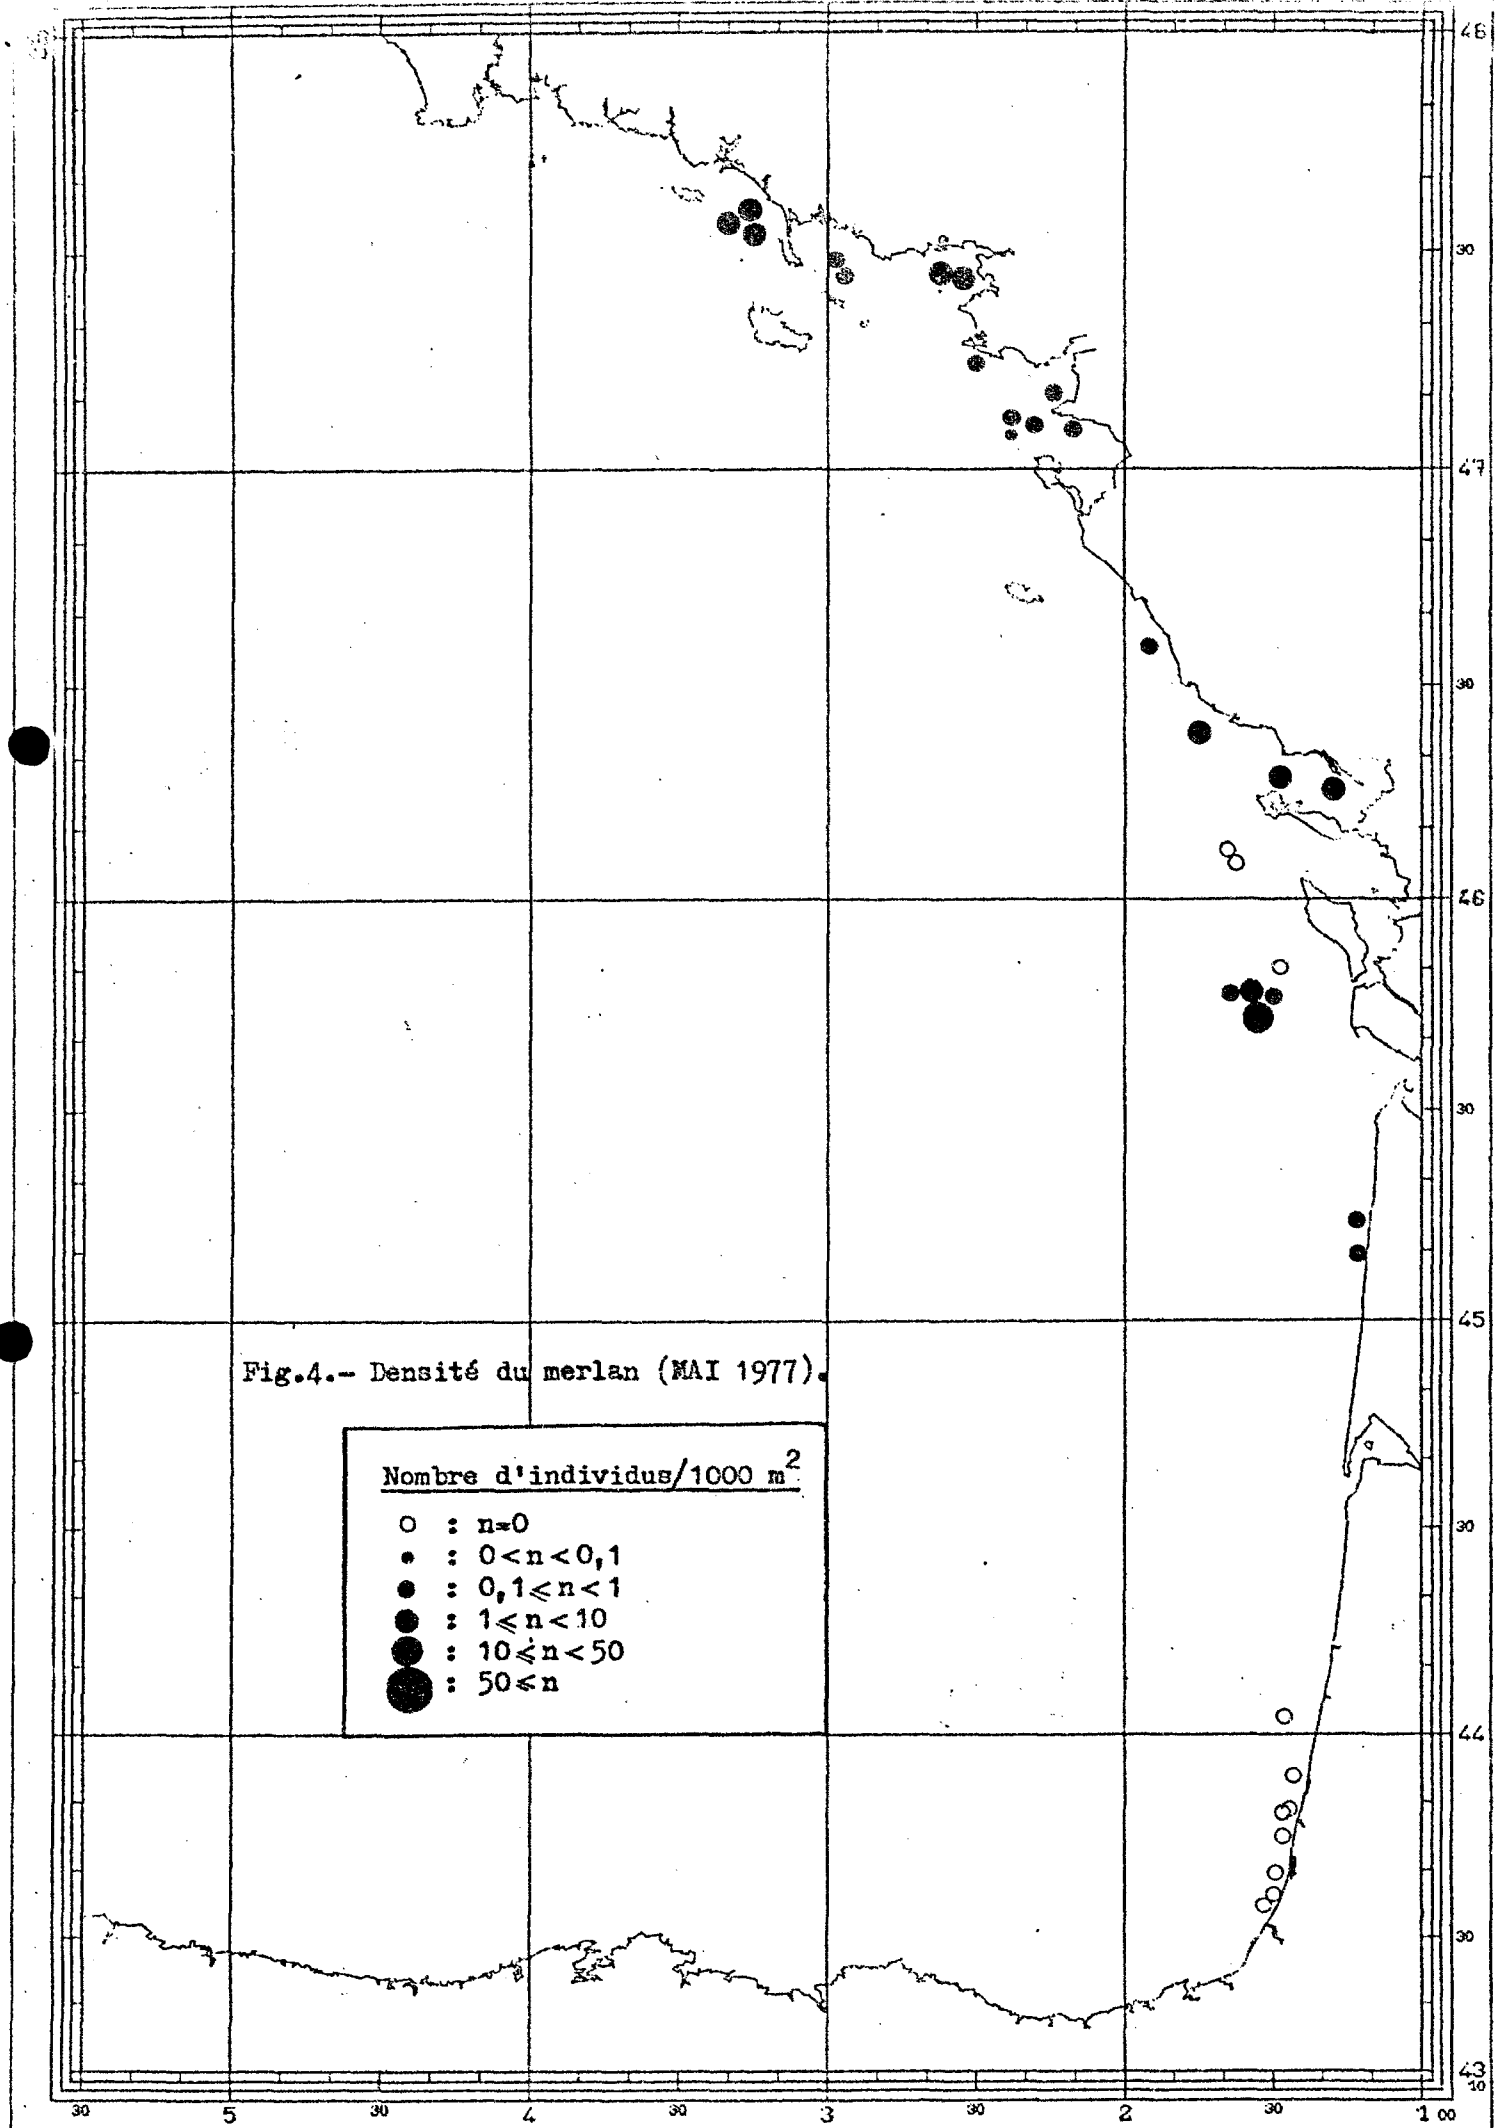 48
30
47
30
46
30
45
Fig.4.- Densité du merlan (MAI 1977).
Nombre d'individus/1000 m²
○ : n=0
• : 0<n<0,1
● : 0,1⩽n<1
● : 1⩽n<10
● : 10⩽n<50
● : 50⩽n
30
44
30
43
10
30 5 30 4 30 3 30 2 30 1 00